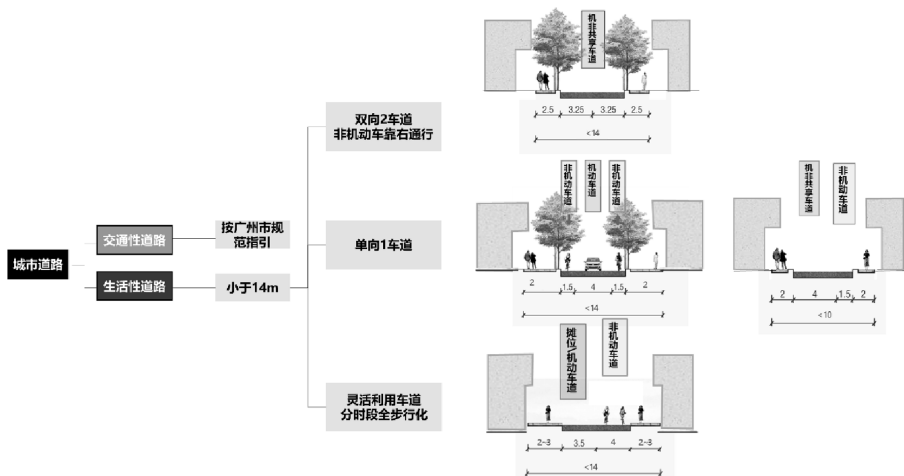 城市道路
交通性道路
生活性道路
按广州市规
范指引
小于14m
双向2车道
非机动车靠右通行
单向1车道
灵活利用车道
分时段全步行化
机非共享车道
2.5 3.25 3.25 2.5
<14
非机动车道
机动车道
非机动车道
2 1.5 4 1.5 2
<14
机非共享车道
非机动车道
2 4 1.5 2
<10
摊位/机动车道
非机动车道
2~3 3.5 4 2~3
<14